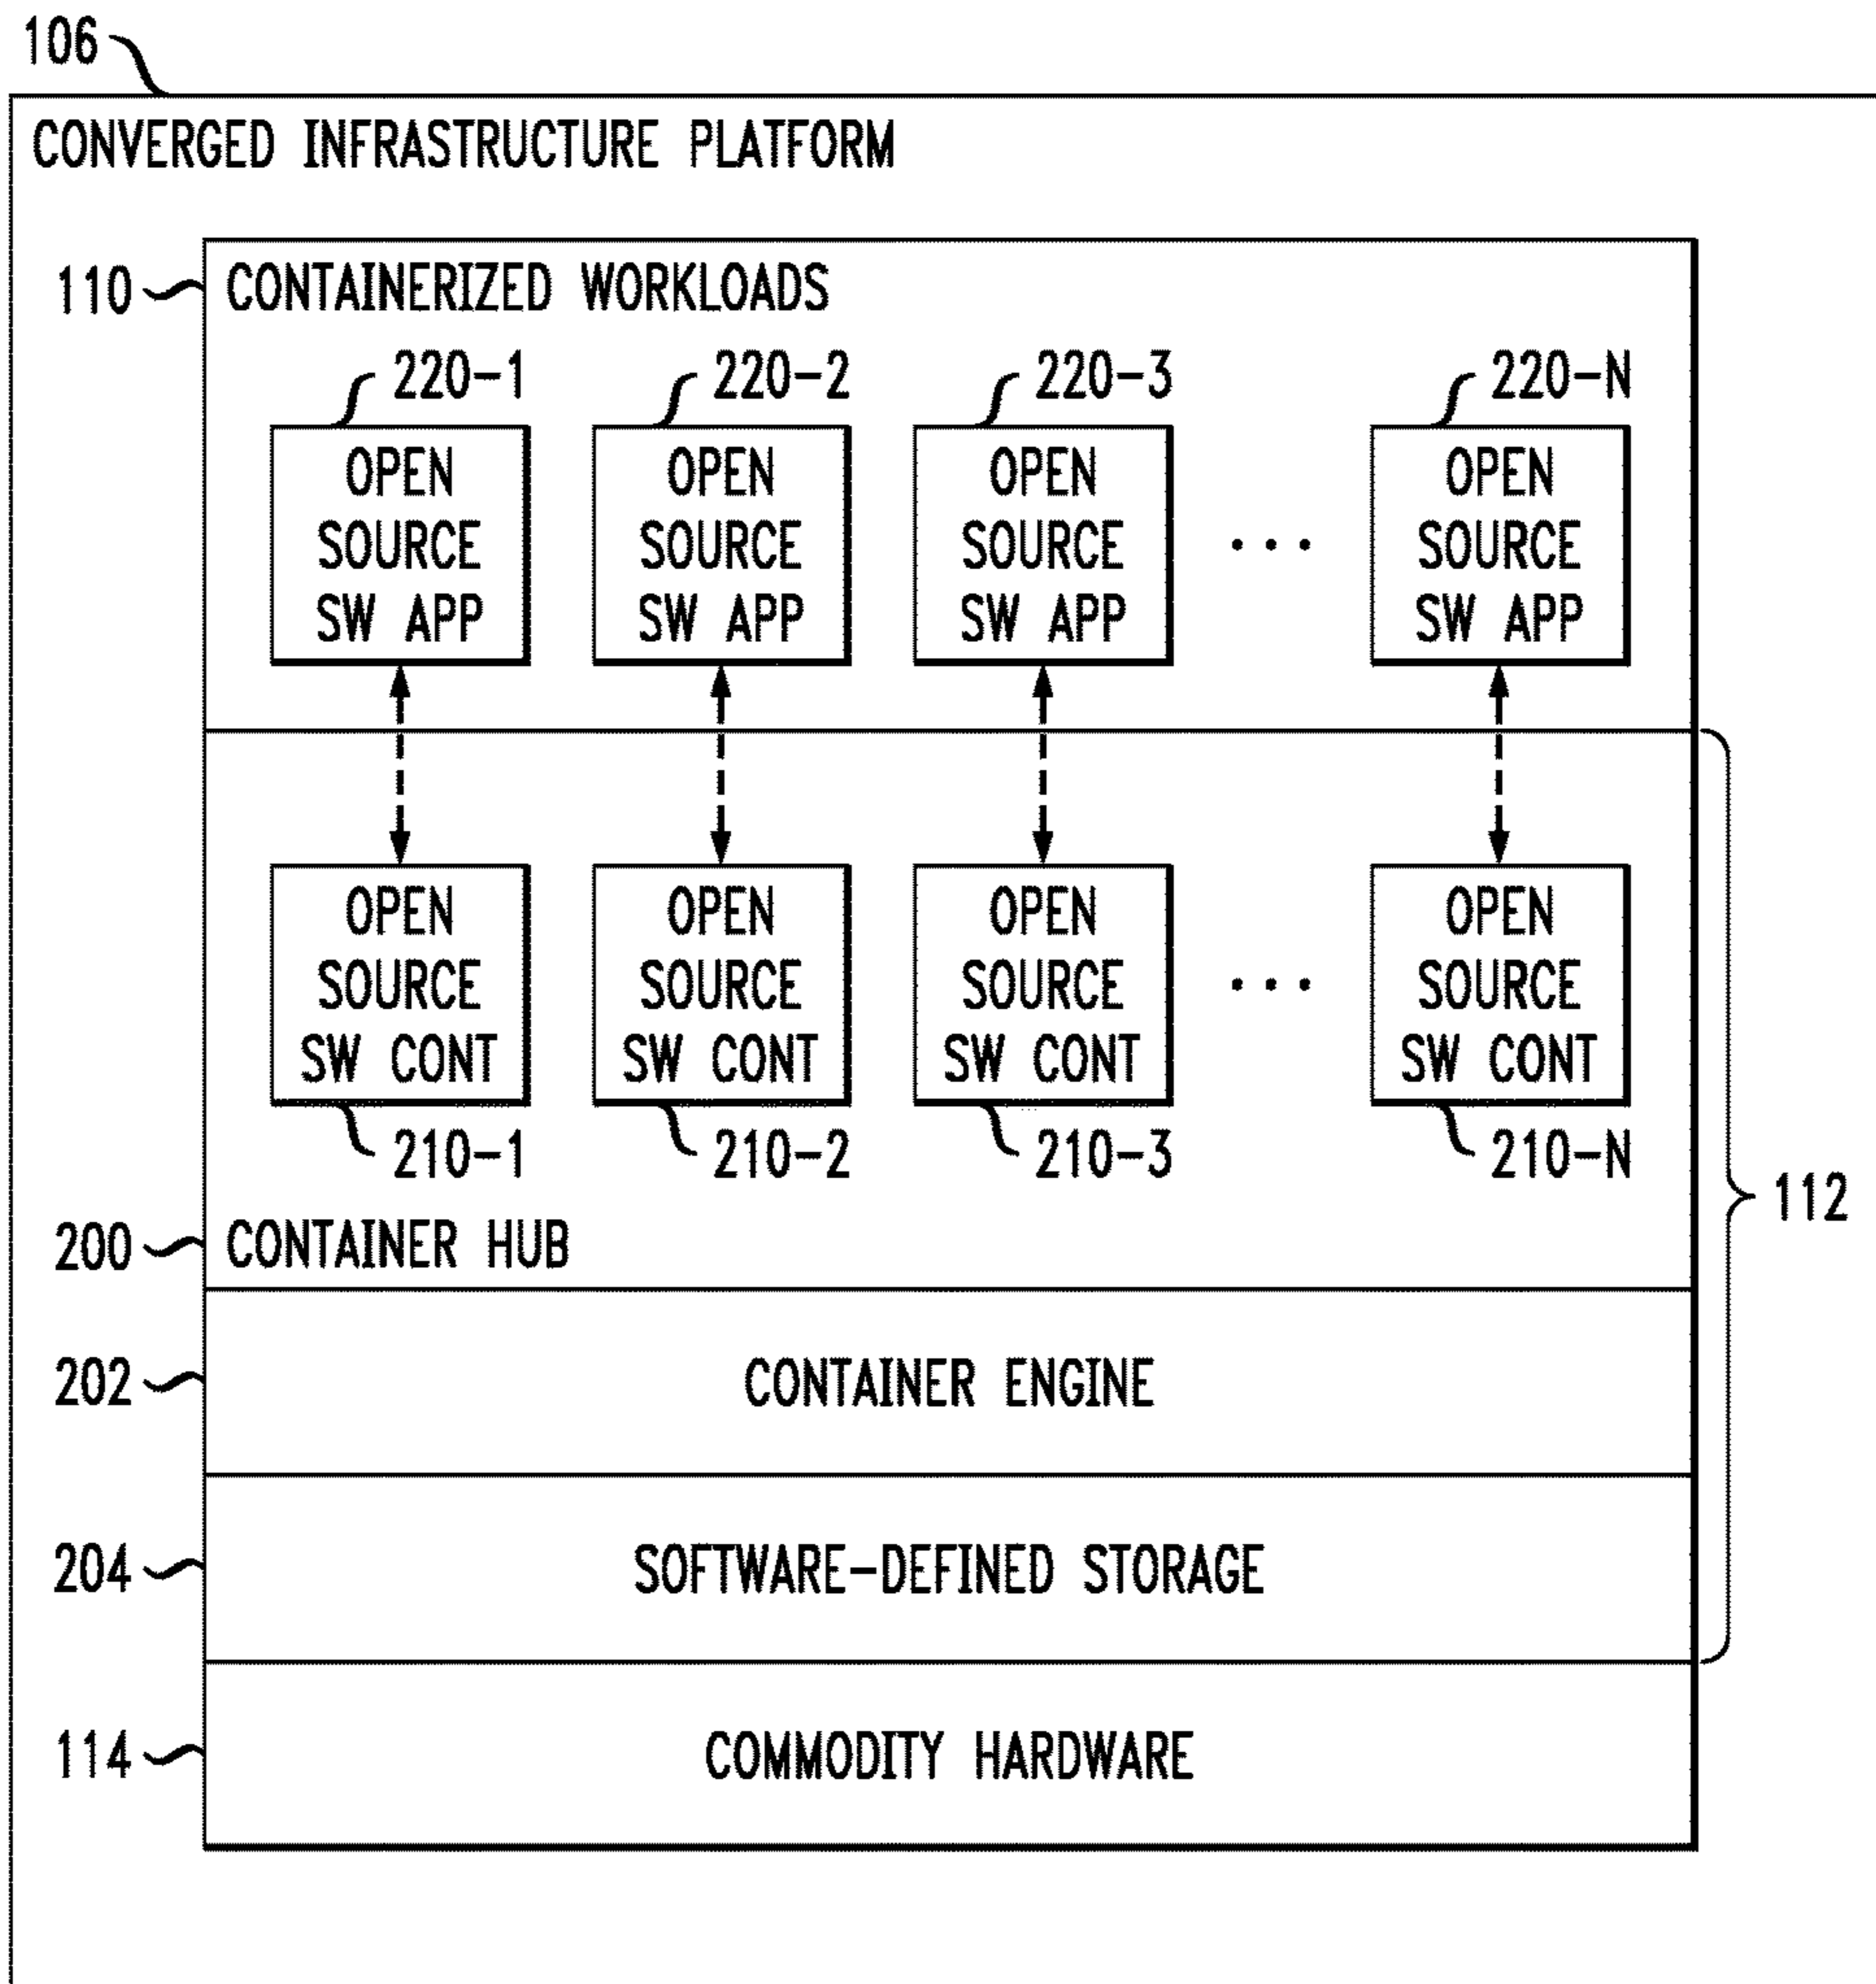 106
CONVERGED INFRASTRUCTURE PLATFORM
110
CONTAINERIZED WORKLOADS
220-1 220-2 220-3 220-N
OPEN OPEN OPEN OPEN
SOURCE SOURCE SOURCE ... SOURCE
SW APP SW APP SW APP SW APP
OPEN OPEN OPEN OPEN
SOURCE SOURCE SOURCE ... SOURCE
SW CONT SW CONT SW CONT SW CONT
210-1 210-2 210-3 210-N
112
200 CONTAINER HUB
202 CONTAINER ENGINE
204 SOFTWARE-DEFINED STORAGE
114 COMMODITY HARDWARE